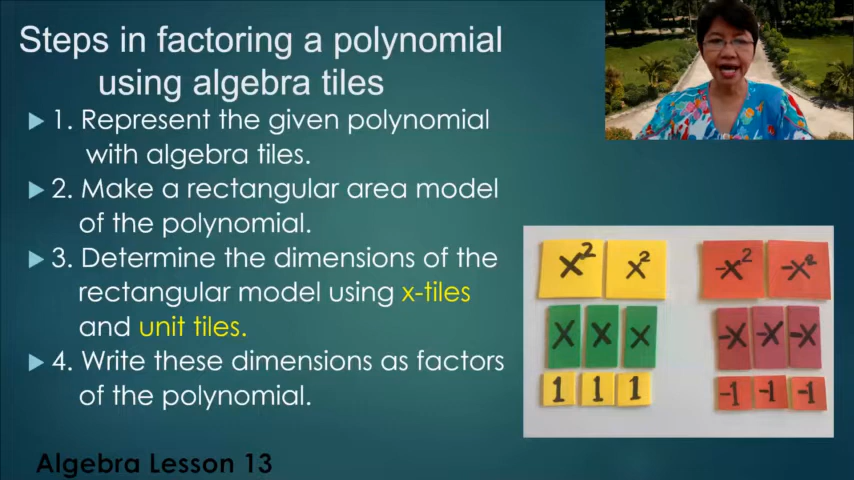 Steps in factoring a polynomial
using algebra tiles
1. Represent the given polynomial
with algebra tiles.
2. Make a rectangular area model
of the polynomial.
3. Determine the dimensions of the
rectangular model using x-tiles
and unit tiles.
4. Write these dimensions as factors
of the polynomial.
x² x² -x² -x²
x x x -x -x -x
1 1 1 -1 -1 -1
Algebra Lesson 13